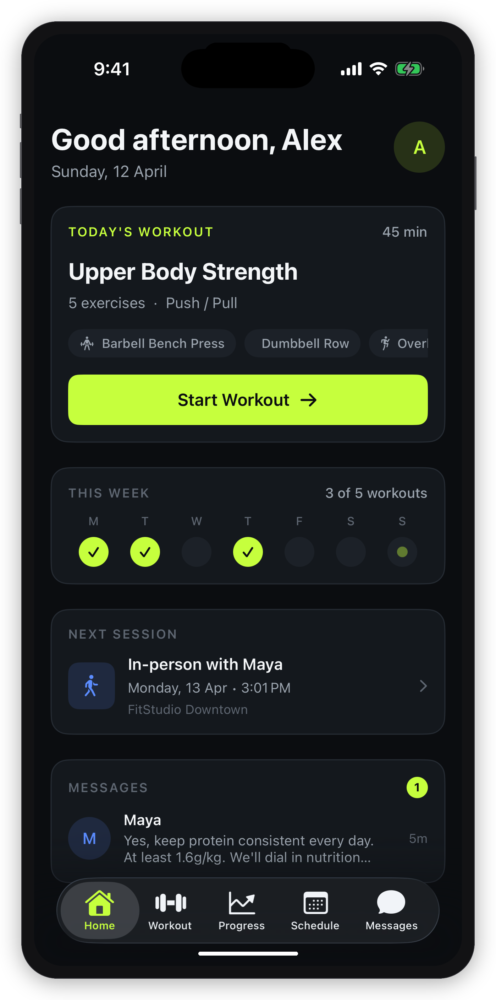 9:41
Good afternoon, Alex
A
Sunday, 12 April
TODAY'S WORKOUT 45 min
Upper Body Strength
5 exercises · Push / Pull
Barbell Bench Press Dumbbell Row Over
Start Workout →
THIS WEEK 3 of 5 workouts
M T W T F S S
NEXT SESSION
In-person with Maya
Monday, 13 Apr • 3:01 PM
FitStudio Downtown
MESSAGES 1
Maya
M
Yes, keep protein consistent every day.
5m
At least 1.6g/kg. We'll dial in nutrition...
Home Workout Progress Schedule Messages